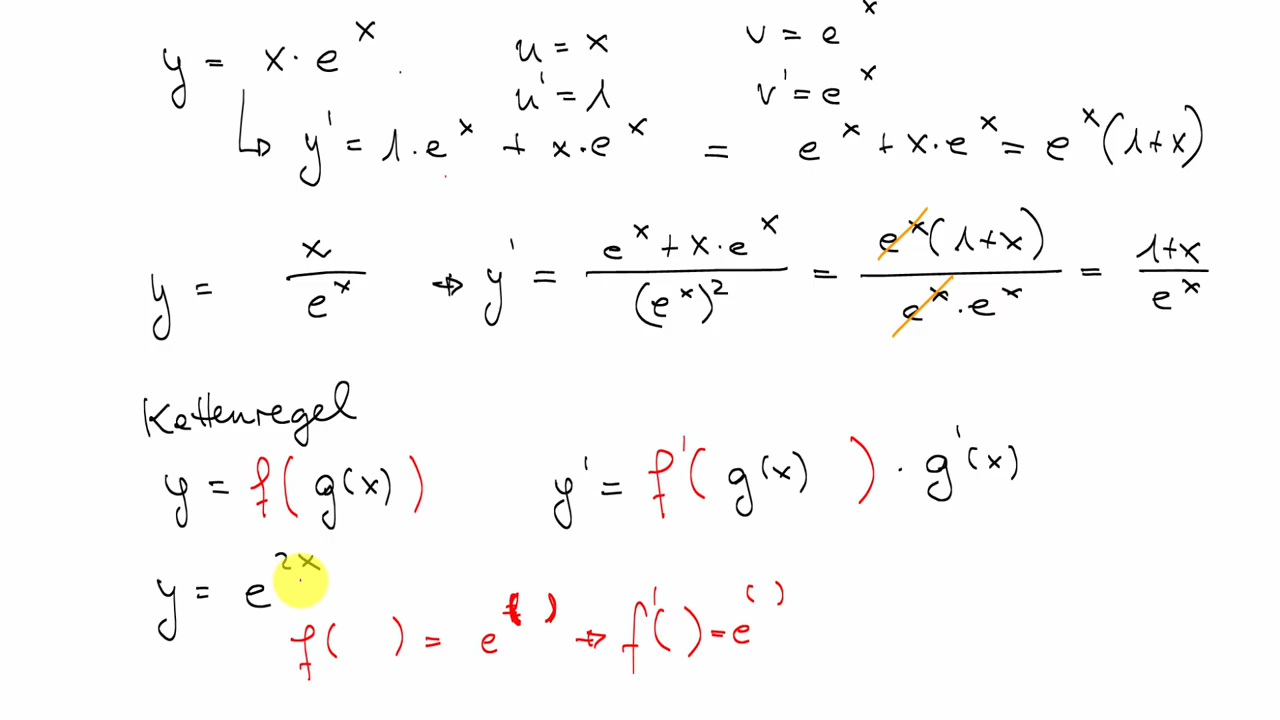 y = x · e^x    u = x    v = e^x
u' = 1    v' = e^x
↳ y' = 1 · e^x + x · e^x = e^x + x · e^x = e^x (1+x)
y = x / e^x → y' = (e^x + x · e^x) / (e^x)^2 = e^x (1+x) / (e^x · e^x) = (1+x) / e^x
Kettenregel
y = f( g(x) )    y' = f'( g(x) ) · g'(x)
y = e^2x
f( ) = e^( ) → f'( ) = e^( )